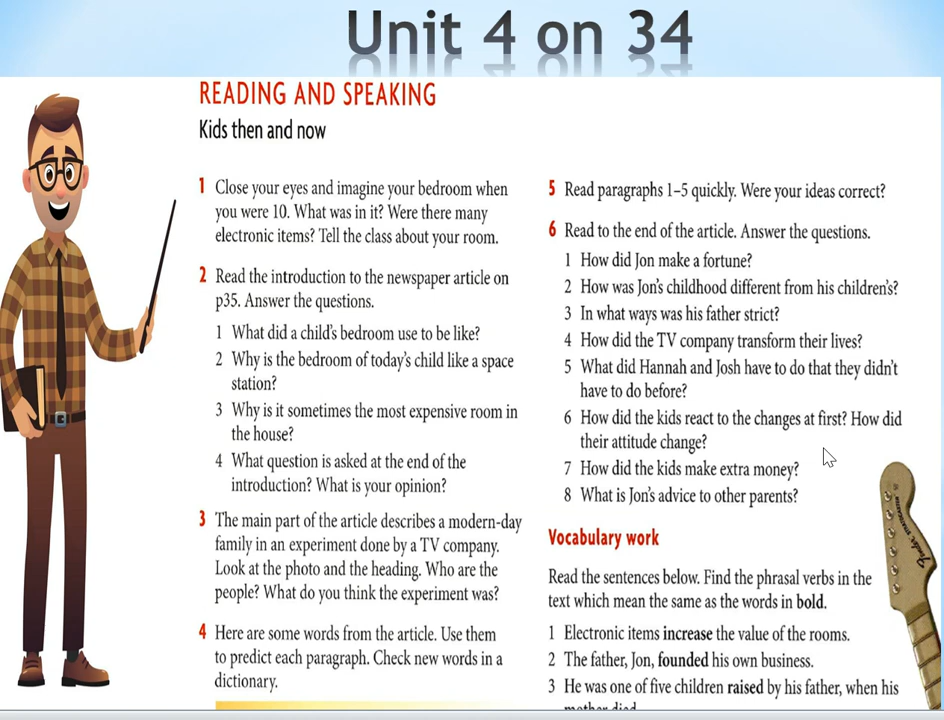 Unit 4 on 34
READING AND SPEAKING
Kids then and now
1 Close your eyes and imagine your bedroom when
you were 10. What was in it? Were there many
electronic items? Tell the class about your room.
2 Read the introduction to the newspaper article on
p35. Answer the questions.
1 What did a child's bedroom use to be like?
2 Why is the bedroom of today's child like a space
station?
3 Why is it sometimes the most expensive room in
the house?
4 What question is asked at the end of the
introduction? What is your opinion?
3 The main part of the article describes a modern-day
family in an experiment done by a TV company.
Look at the photo and the heading. Who are the
people? What do you think the experiment was?
4 Here are some words from the article. Use them
to predict each paragraph. Check new words in a
dictionary.
5 Read paragraphs 1–5 quickly. Were your ideas correct?
6 Read to the end of the article. Answer the questions.
1 How did Jon make a fortune?
2 How was Jon's childhood different from his children's?
3 In what ways was his father strict?
4 How did the TV company transform their lives?
5 What did Hannah and Josh have to do that they didn't
have to do before?
6 How did the kids react to the changes at first? How did
their attitude change?
7 How did the kids make extra money?
8 What is Jon's advice to other parents?
Vocabulary work
Read the sentences below. Find the phrasal verbs in the
text which mean the same as the words in bold.
1 Electronic items increase the value of the rooms.
2 The father, Jon, founded his own business.
3 He was one of five children raised by his father, when his
mother died
Fender